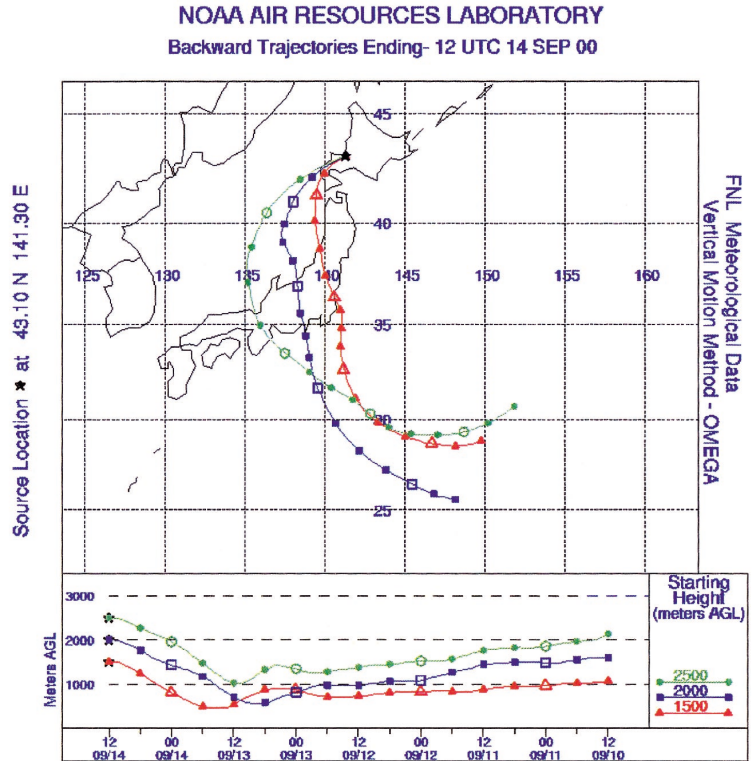 NOAA AIR RESOURCES LABORATORY
Backward Trajectories Ending- 12 UTC 14 SEP 00
Source Location ★ at 43.10 N 141.30 E
45
40
125 130 135 140 145 150 155 160
35
30
25
FNL Meteorological Data
Vertical Motion Method - OMEGA
Meters AGL
3000
2000
1000
Starting
Height
(meters AGL)
2500
2000
1500
12 00 12 00 12 00 12 00 12
09/14 09/14 09/13 09/13 09/12 09/12 09/11 09/11 09/10